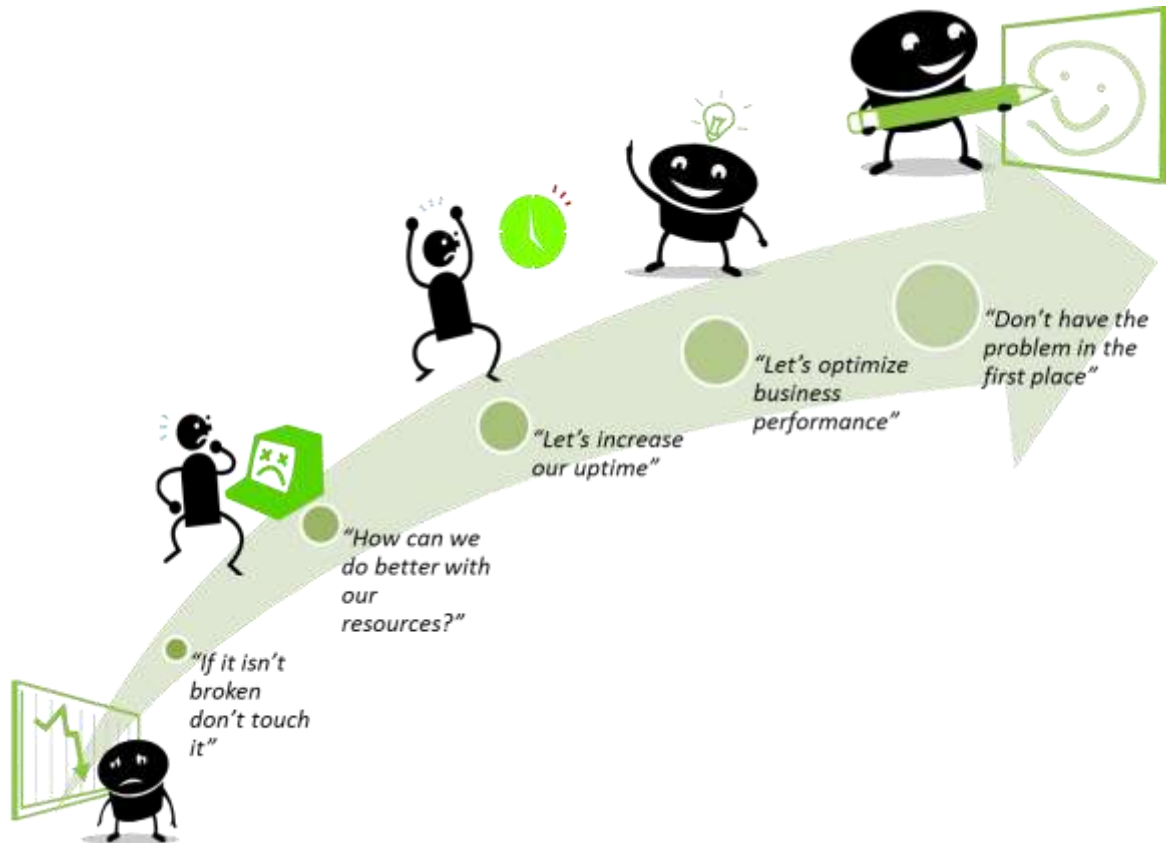 “Don’t have the
problem in the
first place”
“Let’s optimize
business
performance”
“Let’s increase
our uptime”
“How can we
do better with
our
resources?”
“If it isn’t
broken
don’t touch
it”